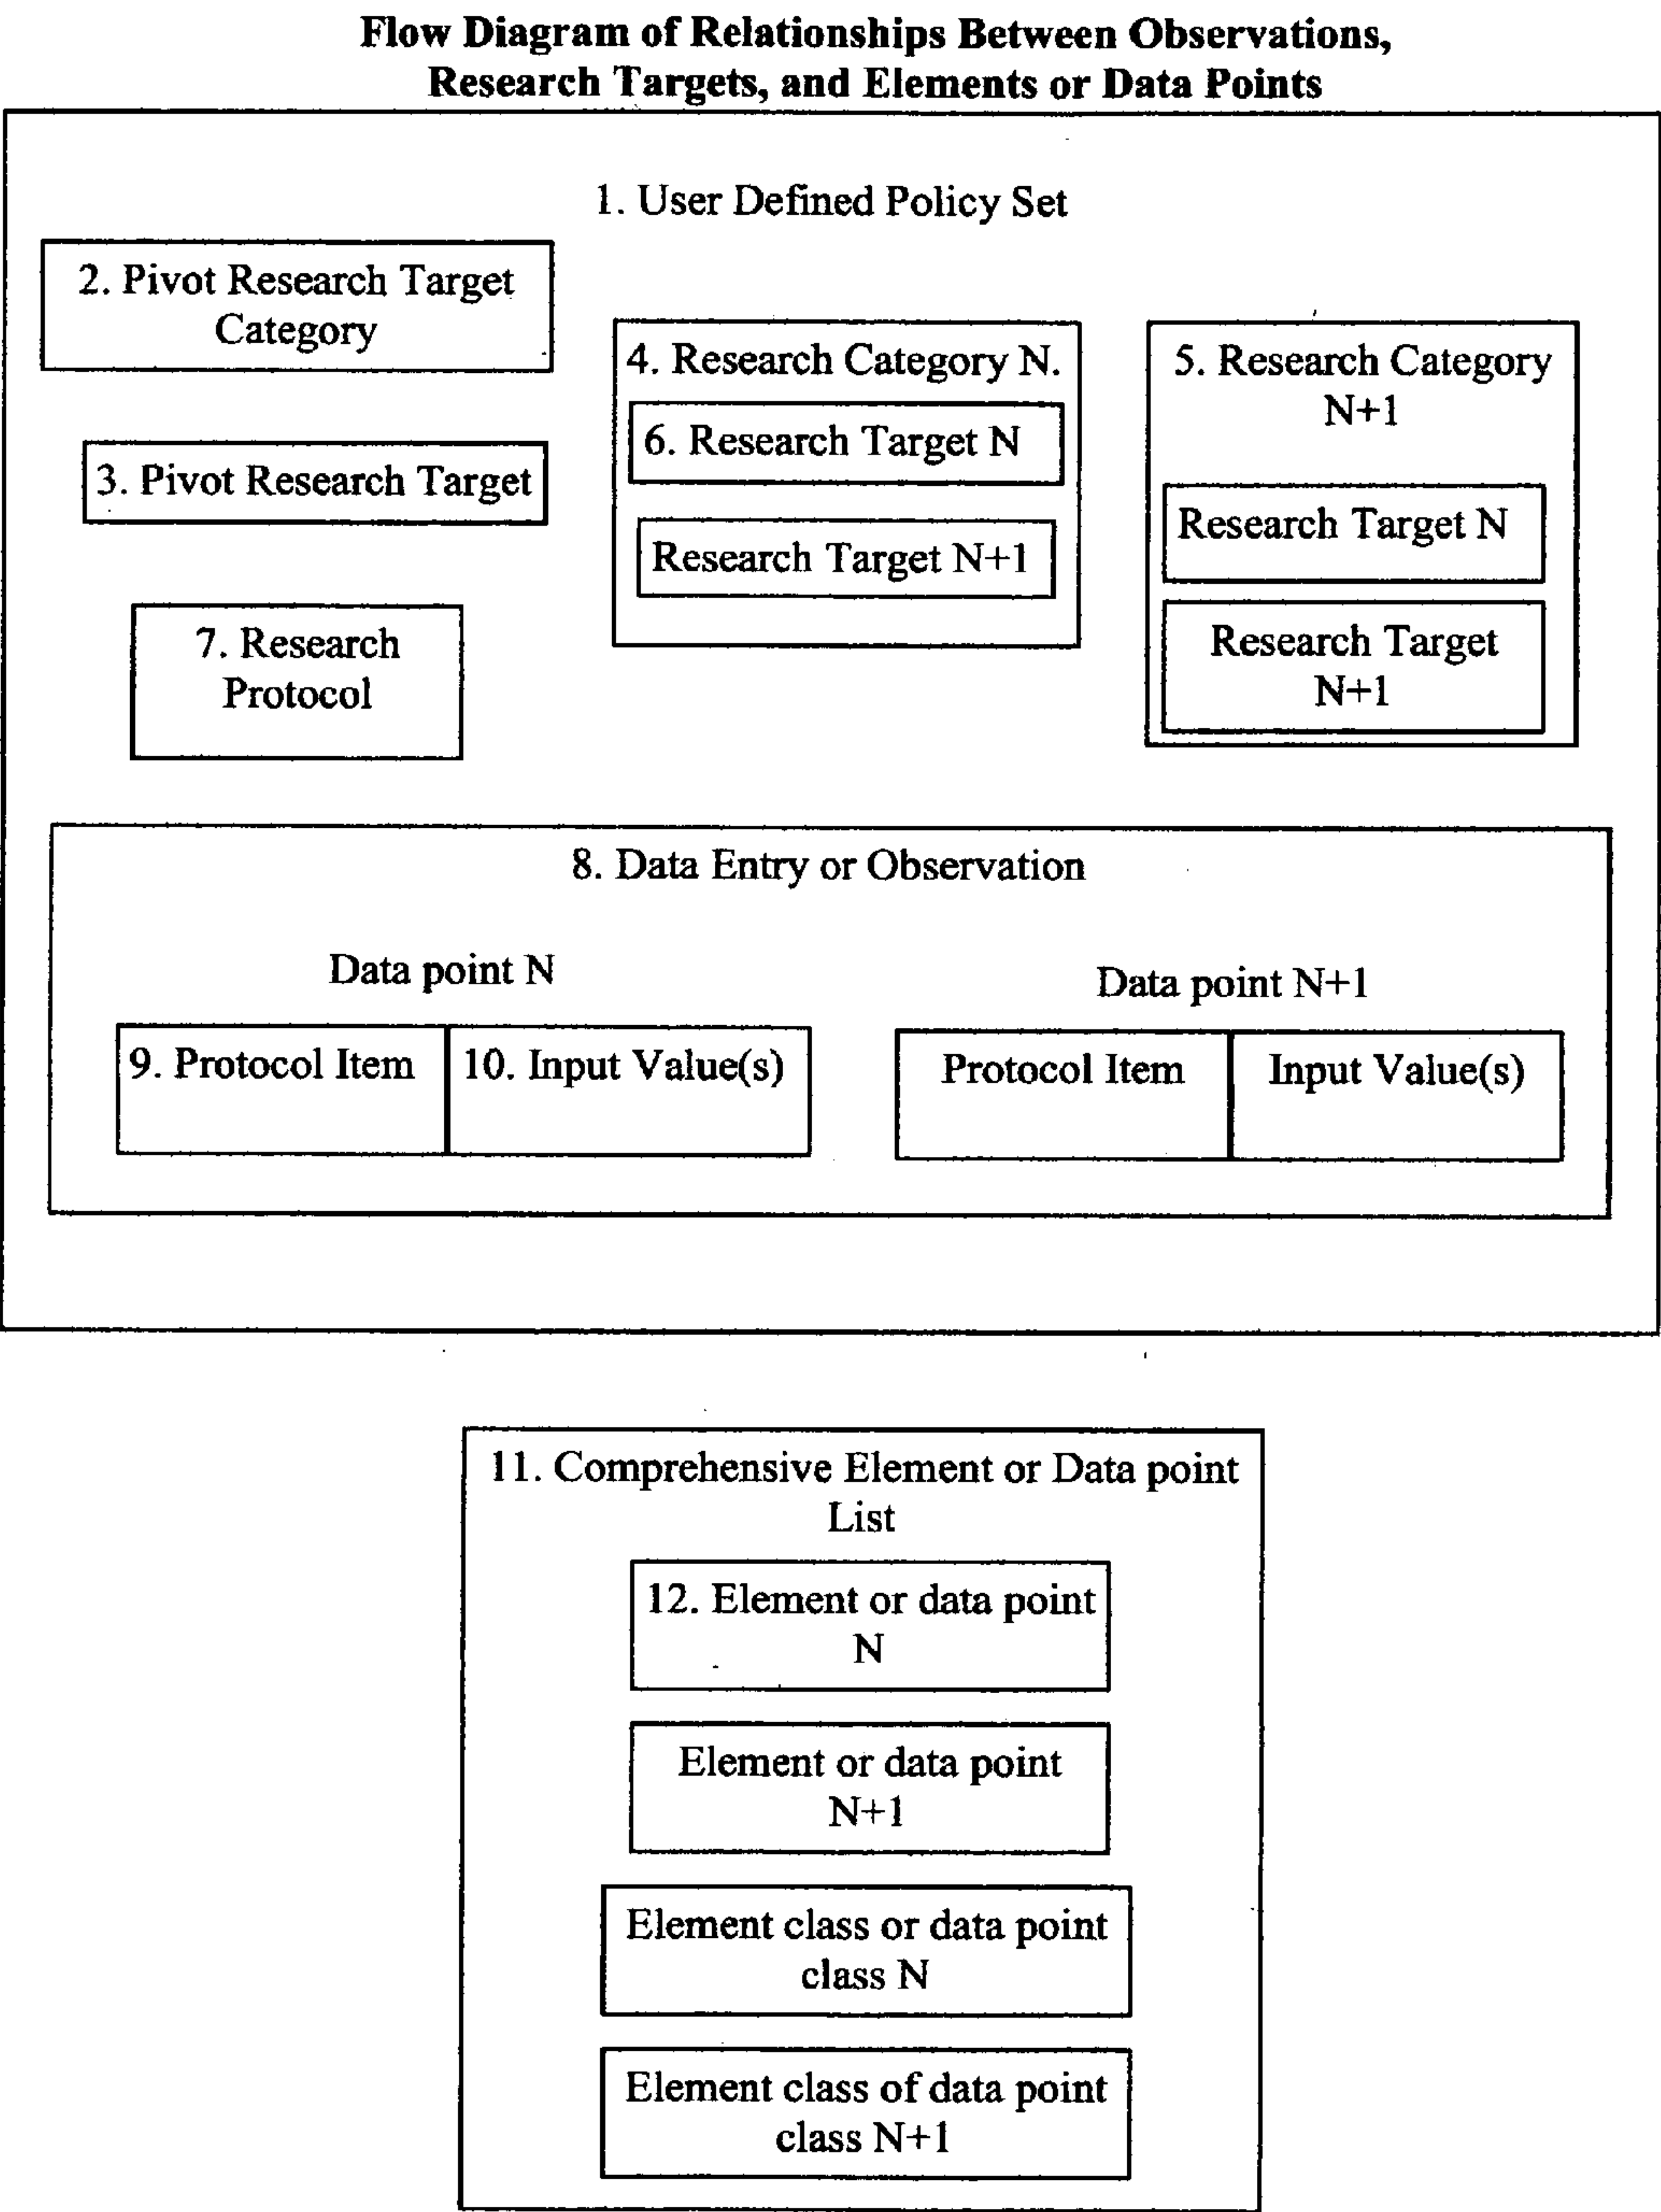 Flow Diagram of Relationships Between Observations,
Research Targets, and Elements or Data Points
1. User Defined Policy Set
2. Pivot Research Target
Category
3. Pivot Research Target
7. Research
Protocol
4. Research Category N.
6. Research Target N
Research Target N+1
5. Research Category
N+1
Research Target N
Research Target
N+1
8. Data Entry or Observation
Data point N
9. Protocol Item
10. Input Value(s)
Data point N+1
Protocol Item
Input Value(s)
11. Comprehensive Element or Data point
List
12. Element or data point
N
Element or data point
N+1
Element class or data point
class N
Element class of data point
class N+1